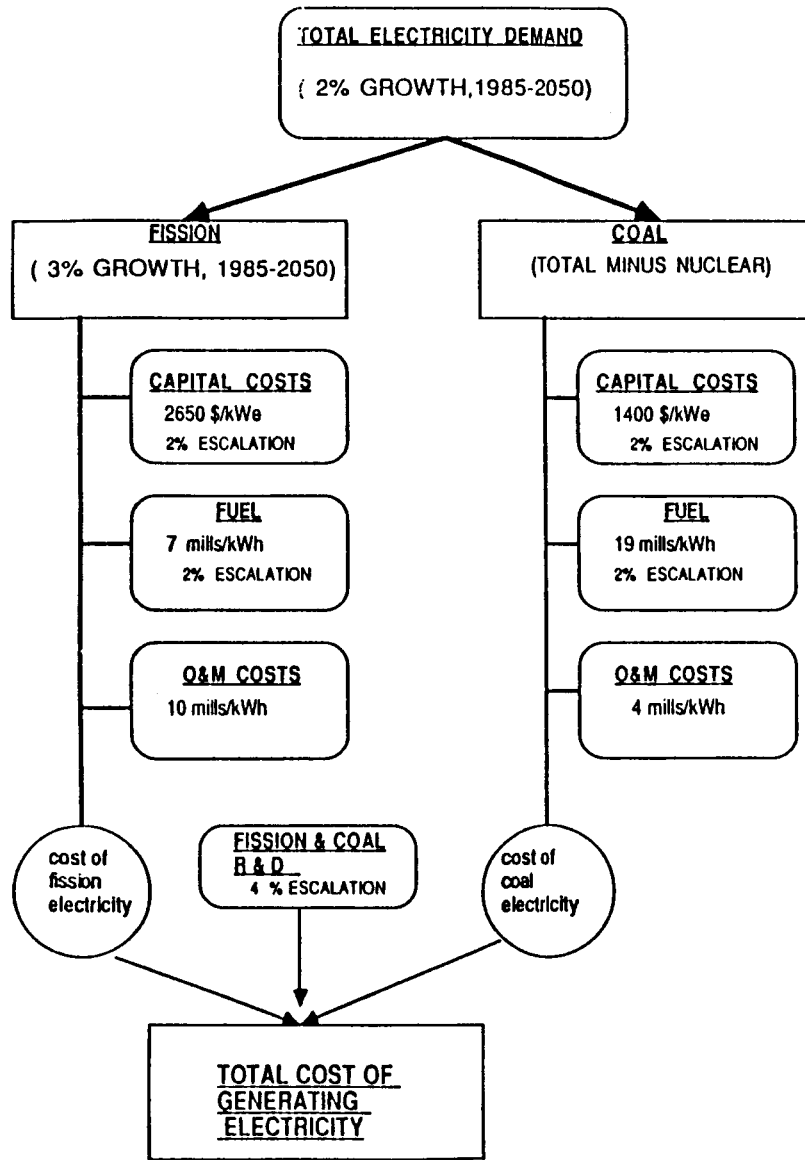 TOTAL ELECTRICITY DEMAND
( 2% GROWTH,1985-2050)
FISSION
( 3% GROWTH, 1985-2050)
CAPITAL COSTS
2650 $/kWe
2% ESCALATION
FUEL
7 mills/kWh
2% ESCALATION
O&M COSTS
10 mills/kWh
cost of
fission
electricity
COAL
(TOTAL MINUS NUCLEAR)
CAPITAL COSTS
1400 $/kWe
2% ESCALATION
FUEL
19 mills/kWh
2% ESCALATION
O&M COSTS
4 mills/kWh
cost of
coal
electricity
FISSION & COAL
R & D
4 % ESCALATION
TOTAL COST OF
GENERATING
ELECTRICITY